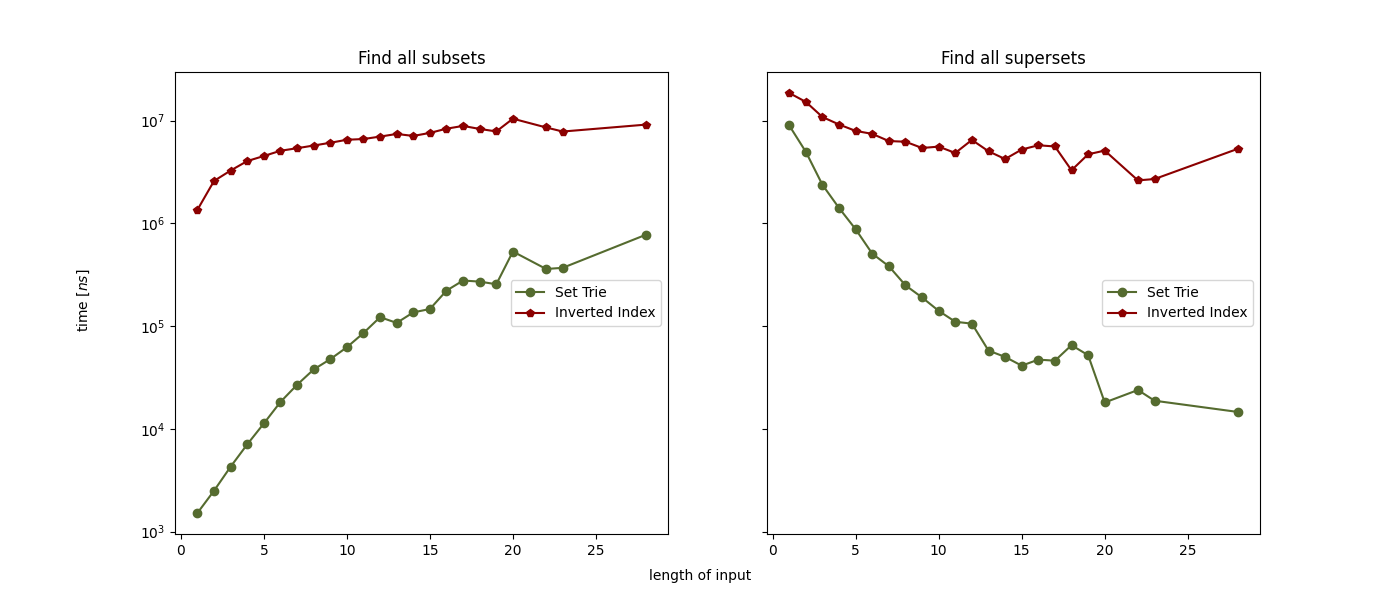 Find all subsets
Find all supersets
10^7
10^6
10^5
10^4
10^3
time [ns]
Set Trie
Inverted Index
Set Trie
Inverted Index
0 5 10 15 20 25
0 5 10 15 20 25
length of input